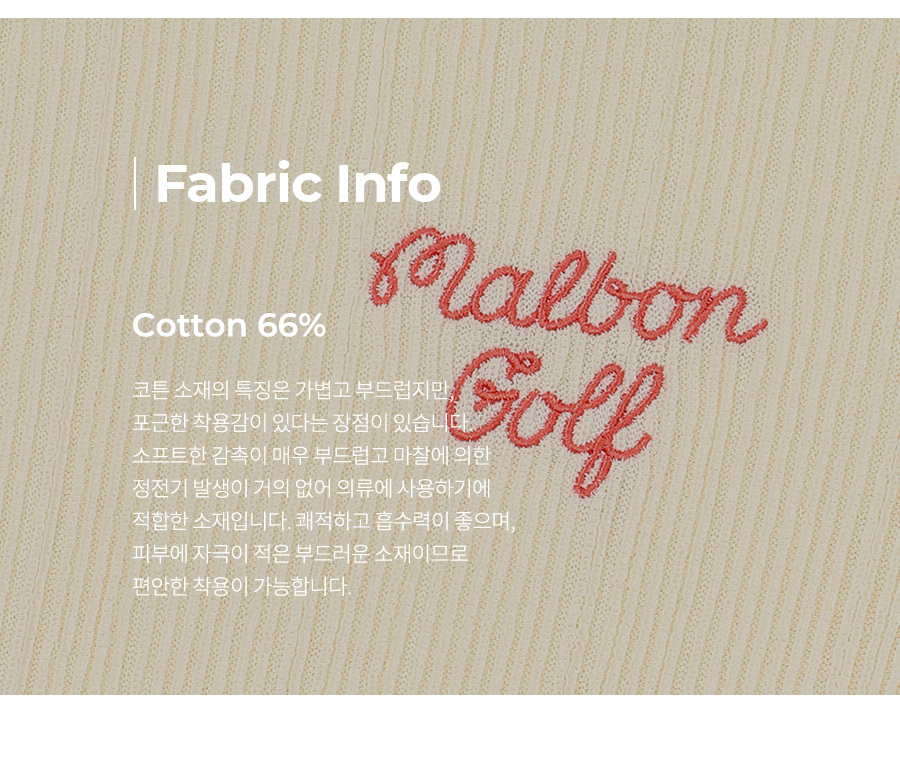 Fabric Info
Malbon
Golf
Cotton 66%
코튼 소재의 특징은 가볍고 부드럽지만,
포근한 착용감이 있다는 장점이 있습니다.
소프트한 감촉이 매우 부드럽고 마찰에 의한
정전기 발생이 거의 없어 의류에 사용하기에
적합한 소재입니다. 쾌적하고 흡수력이 좋으며,
피부에 자극이 적은 부드러운 소재이므로
편안한 착용이 가능합니다.